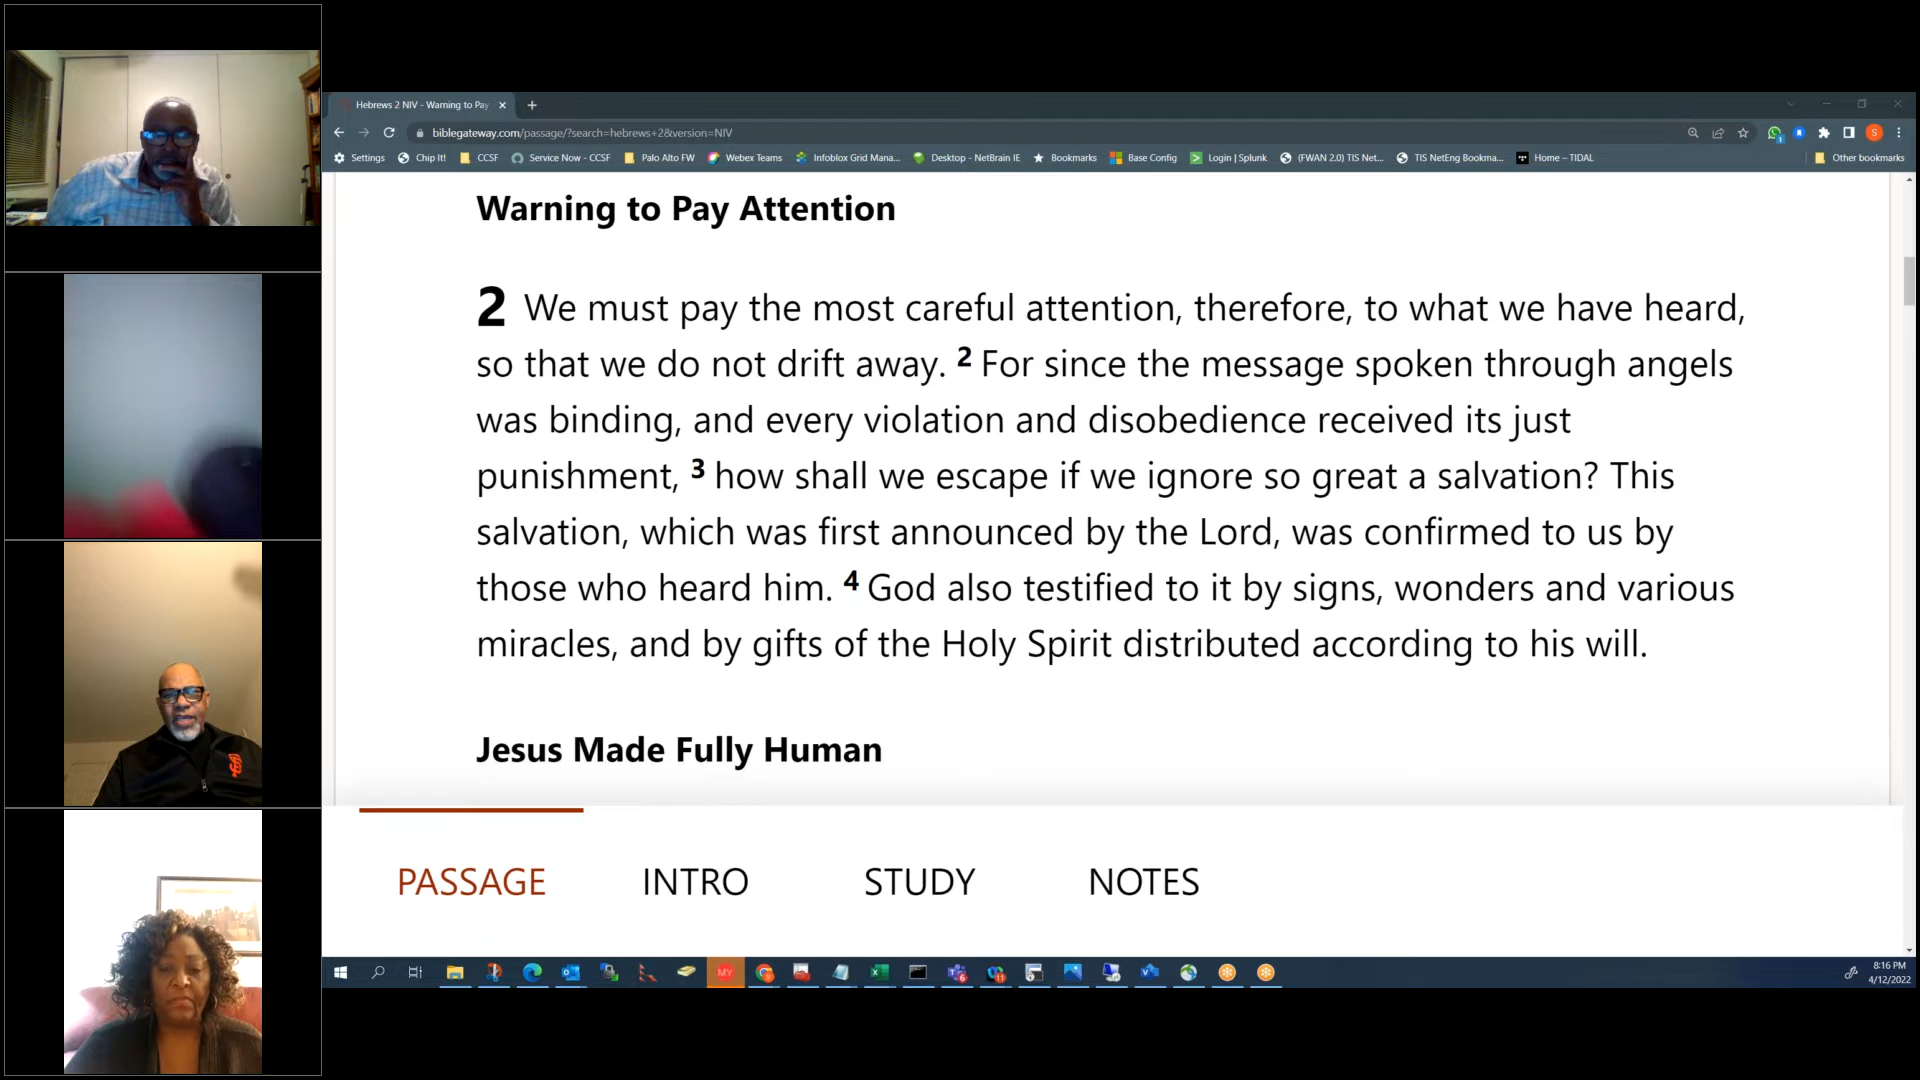 Hebrews 2 NIV - Warning to Pay
biblegateway.com/passage/?search=hebrews+2&version=NIV
S
Settings Chip It! CCSF Service Now - CCSF Palo Alto FW Webex Teams Infoblox Grid Mana... Desktop - NetBrain IE Bookmarks Base Config Login | Splunk (FWAN 2.0) TIS Net... TIS NetEng Bookma... Home – TIDAL Other bookmarks
Warning to Pay Attention
2 We must pay the most careful attention, therefore, to what we have heard,
so that we do not drift away. 2 For since the message spoken through angels
was binding, and every violation and disobedience received its just
punishment, 3 how shall we escape if we ignore so great a salvation? This
salvation, which was first announced by the Lord, was confirmed to us by
those who heard him. 4 God also testified to it by signs, wonders and various
miracles, and by gifts of the Holy Spirit distributed according to his will.
Jesus Made Fully Human
PASSAGE INTRO STUDY NOTES
MY
8:16 PM
4/12/2022
SF